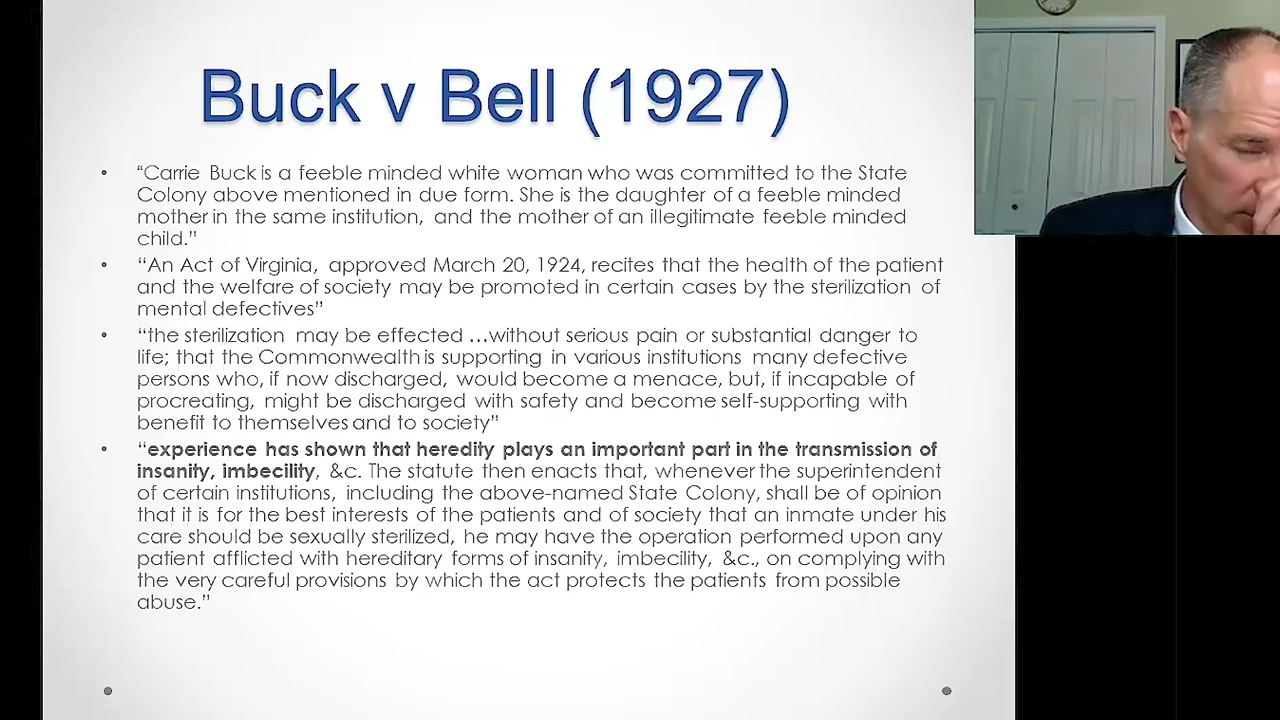 Buck v Bell (1927)
• “Carrie Buck is a feeble minded white woman who was committed to the State
Colony above mentioned in due form. She is the daughter of a feeble minded
mother in the same institution, and the mother of an illegitimate feeble minded
child.”
• “An Act of Virginia, approved March 20, 1924, recites that the health of the patient
and the welfare of society may be promoted in certain cases by the sterilization of
mental defectives”
• “the sterilization may be effected …without serious pain or substantial danger to
life; that the Commonwealth is supporting in various institutions many defective
persons who, if now discharged, would become a menace, but, if incapable of
procreating, might be discharged with safety and become self-supporting with
benefit to themselves and to society”
• “experience has shown that heredity plays an important part in the transmission of
insanity, imbecility, &c. The statute then enacts that, whenever the superintendent
of certain institutions, including the above-named State Colony, shall be of opinion
that it is for the best interests of the patients and of society that an inmate under his
care should be sexually sterilized, he may have the operation performed upon any
patient afflicted with hereditary forms of insanity, imbecility, &c., on complying with
the very careful provisions by which the act protects the patients from possible
abuse.”